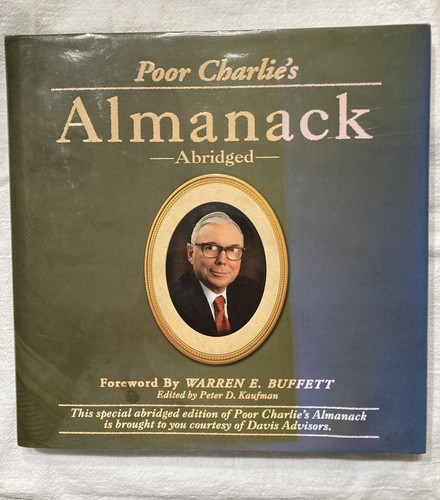 Poor Charlie's
Almanack
—Abridged—
Foreword By WARREN E. BUFFETT
Edited by Peter D. Kaufman
This special abridged edition of Poor Charlie's Almanack
is brought to you courtesy of Davis Advisors.